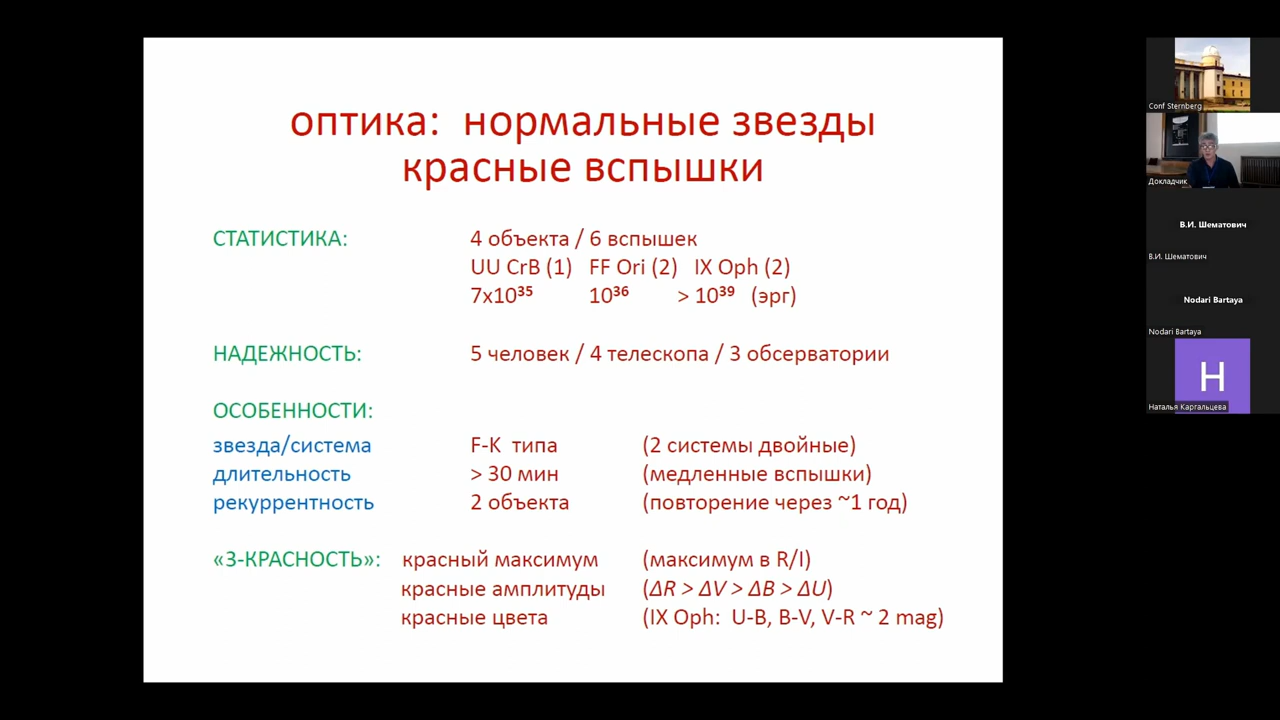 оптика: нормальные звезды
красные вспышки
СТАТИСТИКА: 4 объекта / 6 вспышек
UU CrB (1) FF Ori (2) IX Oph (2)
7x10³⁵ 10³⁶ > 10³⁹ (эрг)
НАДЕЖНОСТЬ: 5 человек / 4 телескопа / 3 обсерватории
ОСОБЕННОСТИ:
звезда/система F-K типа (2 системы двойные)
длительность > 30 мин (медленные вспышки)
рекуррентность 2 объекта (повторение через ~1 год)
«3-КРАСНОСТЬ»: красный максимум (максимум в R/I)
красные амплитуды (ΔR > ΔV > ΔB > ΔU)
красные цвета (IX Oph: U-B, B-V, V-R ~ 2 mag)
Conf Sternberg
Докладчик
В.И. Шематович
В.И. Шематович
Nodari Bartaya
Nodari Bartaya
Н
Наталья Каргальцева